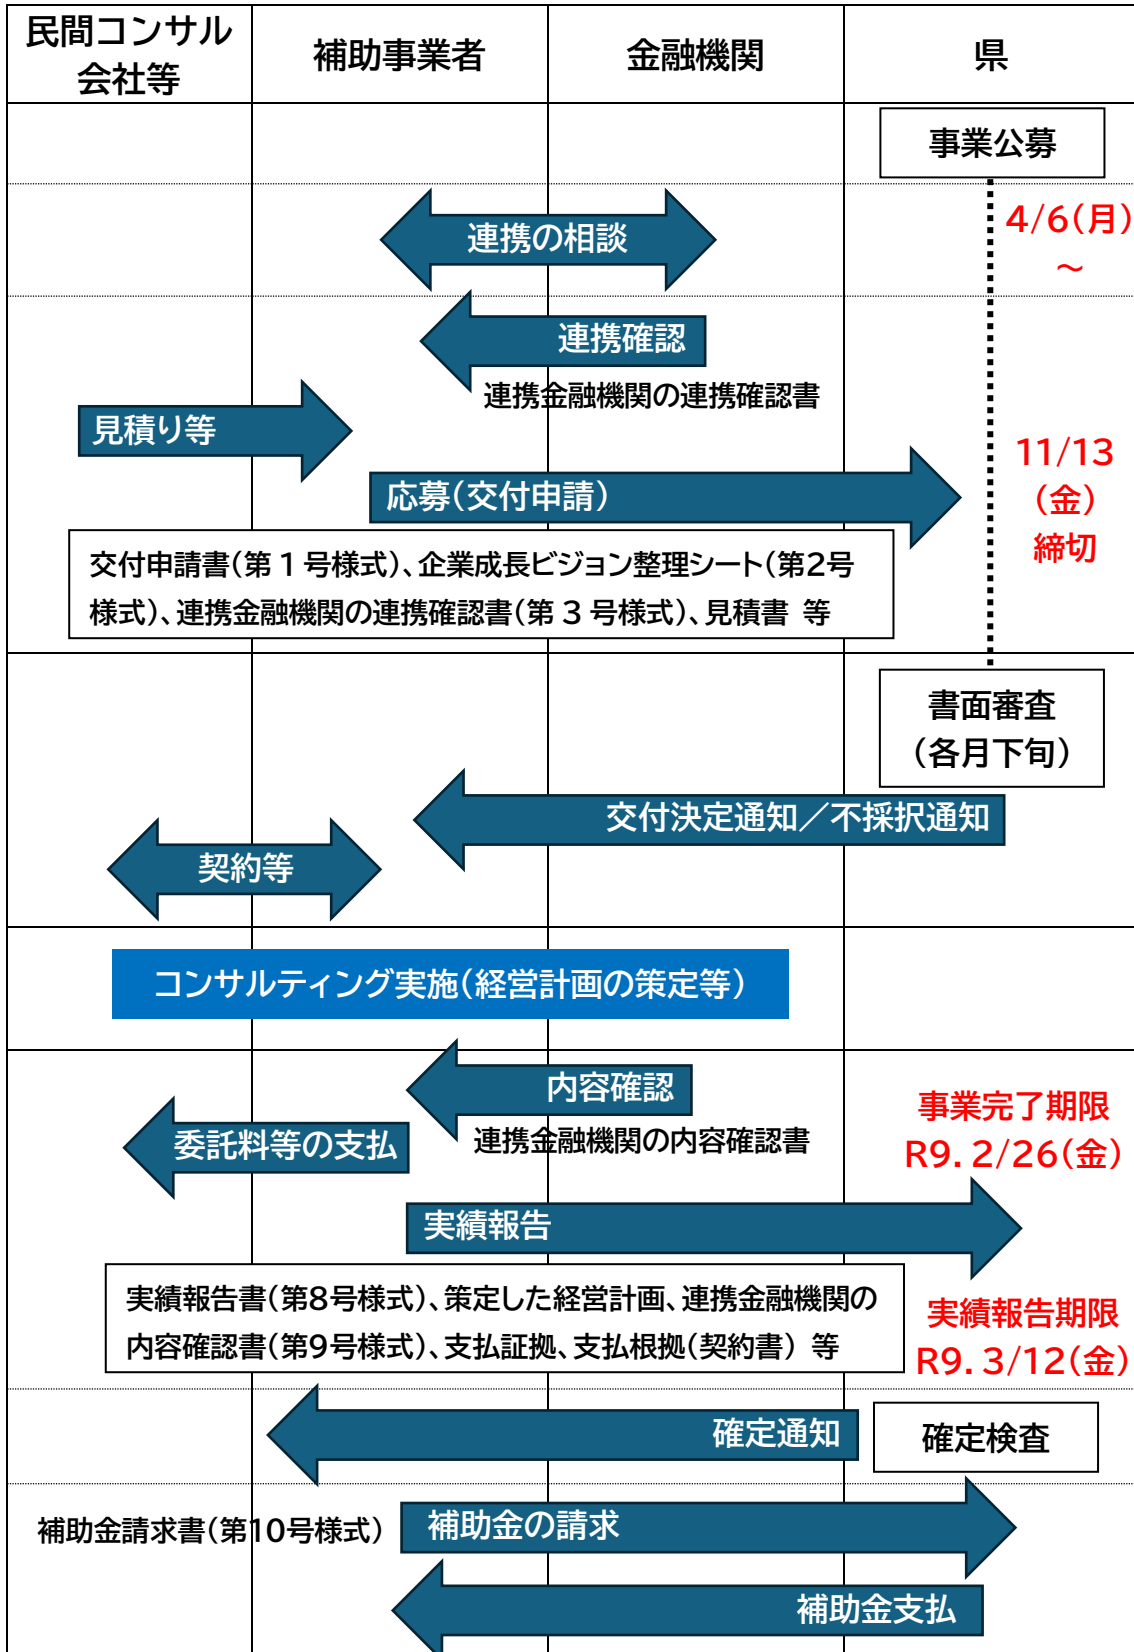 民間コンサル
会社等
補助事業者
金融機関
県
事業公募
4/6(月)
～
連携の相談
連携確認
連携金融機関の連携確認書
見積り等
11/13
(金)
締切
応募(交付申請)
交付申請書(第1号様式)、企業成長ビジョン整理シート(第2号
様式)、連携金融機関の連携確認書(第3号様式)、見積書 等
書面審査
(各月下旬)
交付決定通知／不採択通知
契約等
コンサルティング実施(経営計画の策定等)
内容確認
連携金融機関の内容確認書
事業完了期限
R9.2/26(金)
委託料等の支払
実績報告
実績報告書(第8号様式)、策定した経営計画、連携金融機関の
内容確認書(第9号様式)、支払証拠、支払根拠(契約書) 等
実績報告期限
R9.3/12(金)
確定通知
確定検査
補助金請求書(第10号様式)
補助金の請求
補助金支払